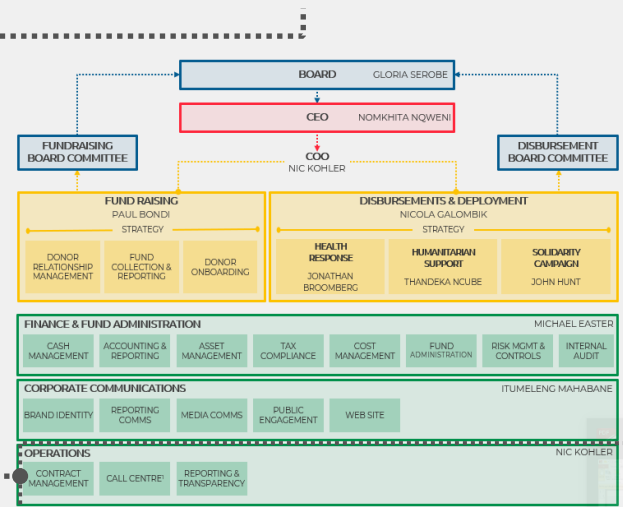 BOARD GLORIA SEROBE
CEO NOMKHITA NQWENI
FUNDRAISING
BOARD COMMITTEE
DISBURSEMENT
BOARD COMMITTEE
COO
NIC KOHLER
FUND RAISING
PAUL BONDI
STRATEGY
DONOR
RELATIONSHIP
MANAGEMENT
FUND
COLLECTION &
REPORTING
DONOR
ONBOARDING
DISBURSEMENTS & DEPLOYMENT
NICOLA GALOMBIK
STRATEGY
HEALTH
RESPONSE
JONATHAN
BROOMBERG
HUMANITARIAN
SUPPORT
THANDEKA NCUBE
SOLIDARITY
CAMPAIGN
JOHN HUNT
FINANCE & FUND ADMINISTRATION MICHAEL EASTER
CASH
MANAGEMENT
ACCOUNTING &
REPORTING
ASSET
MANAGEMENT
TAX
COMPLIANCE
COST
MANAGEMENT
FUND
ADMINISTRATION
RISK MGMT &
CONTROLS
INTERNAL
AUDIT
CORPORATE COMMUNICATIONS ITUMELENG MAHABANE
BRAND IDENTITY
REPORTING
COMMS
MEDIA COMMS
PUBLIC
ENGAGEMENT
WEB SITE
OPERATIONS NIC KOHLER
CONTRACT
MANAGEMENT
CALL CENTRE¹
REPORTING &
TRANSPARENCY